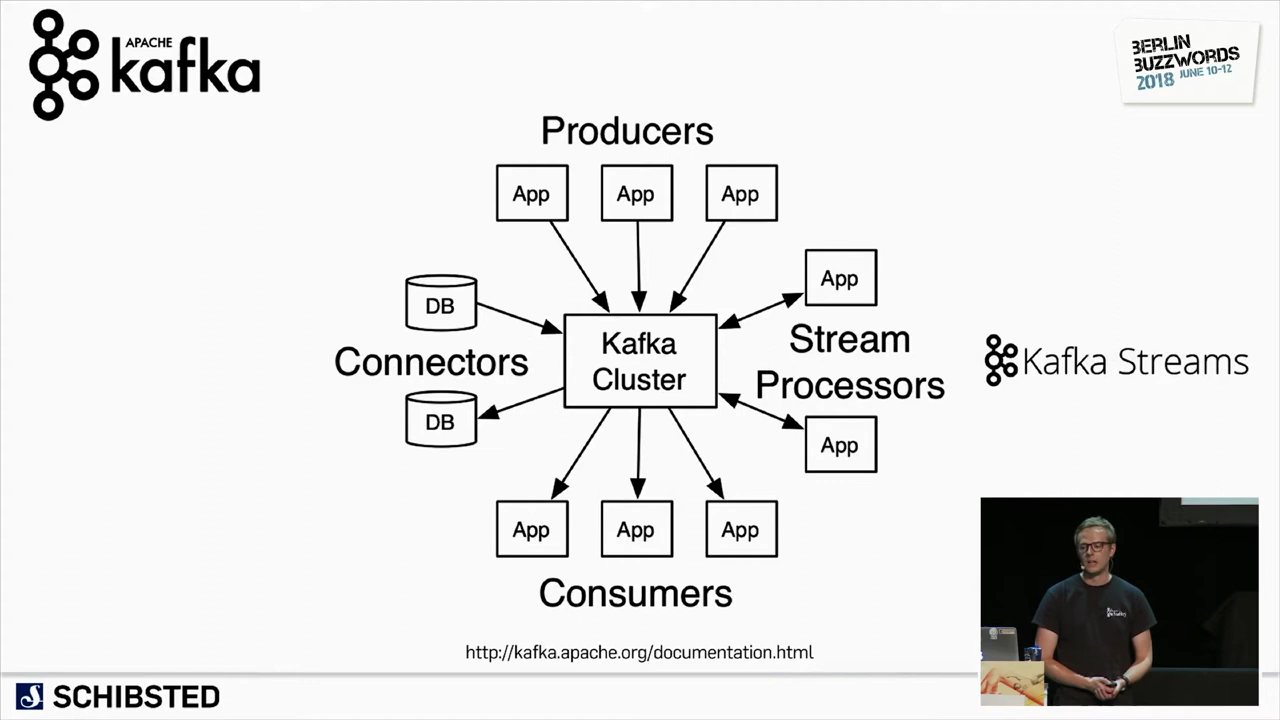 APACHE
kafka
BERLIN
BUZZWORDS
2018 JUNE 10-12
Producers
App
App
App
DB
Connectors
DB
Kafka
Cluster
App
Stream
Processors
App
Kafka Streams
App
App
App
Consumers
http://kafka.apache.org/documentation.html
SCHIBSTED